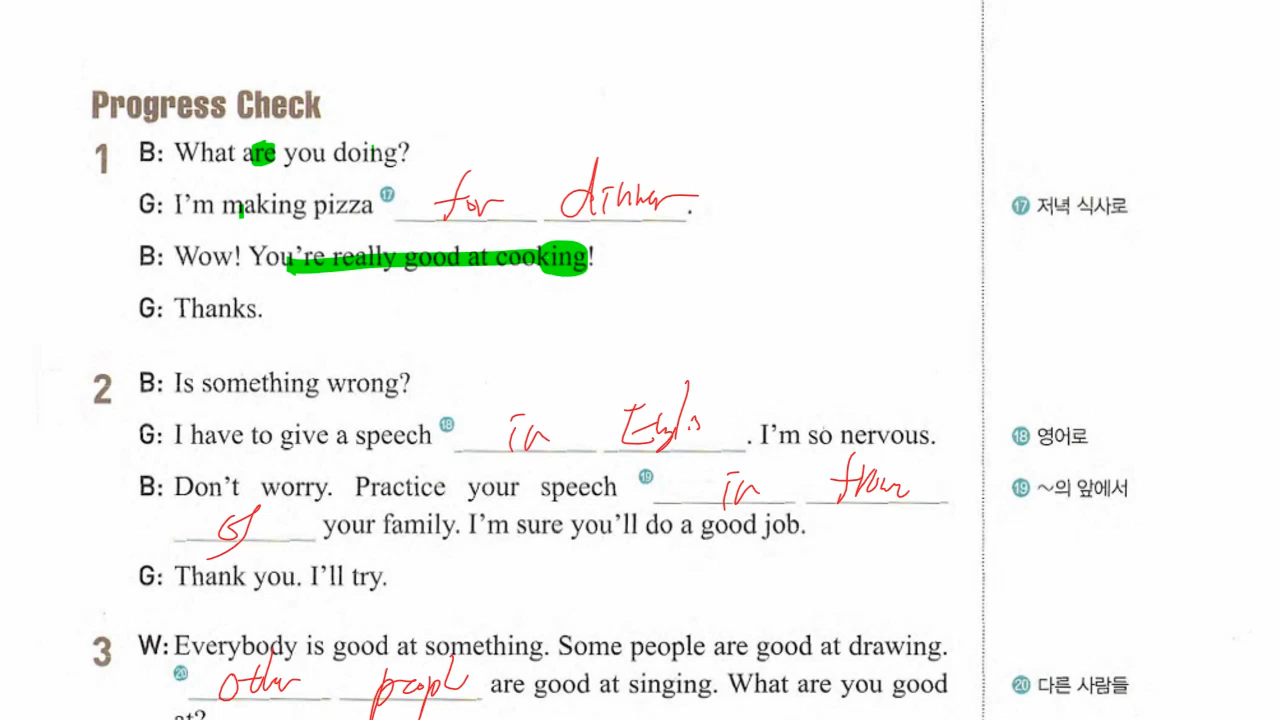 Progress Check
1 B: What are you doing?
G: I'm making pizza ⑰ for dinner.
⑰ 저녁 식사로
B: Wow! You're really good at cooking!
G: Thanks.
2 B: Is something wrong?
G: I have to give a speech ⑱ in Englis. I'm so nervous.
⑱ 영어로
B: Don't worry. Practice your speech ⑲ in front
⑲ ~의 앞에서
of your family. I'm sure you'll do a good job.
G: Thank you. I'll try.
3 W: Everybody is good at something. Some people are good at drawing.
⑳ other people are good at singing. What are you good
⑳ 다른 사람들
at?